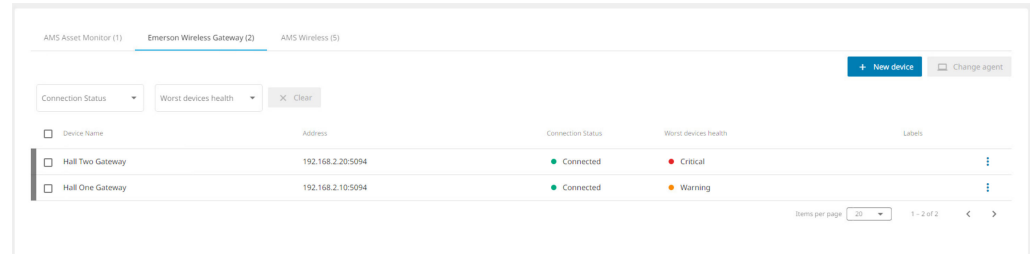 AMS Asset Monitor (1) Emerson Wireless Gateway (2) AMS Wireless (5)
+ New device Change agent
Connection Status Worst devices health × Clear
Device Name Address Connection Status Worst devices health Labels
Hall Two Gateway 192.168.2.20:5094 Connected Critical
Hall One Gateway 192.168.2.10:5094 Connected Warning
Items per page 20 1 – 2 of 2 < >